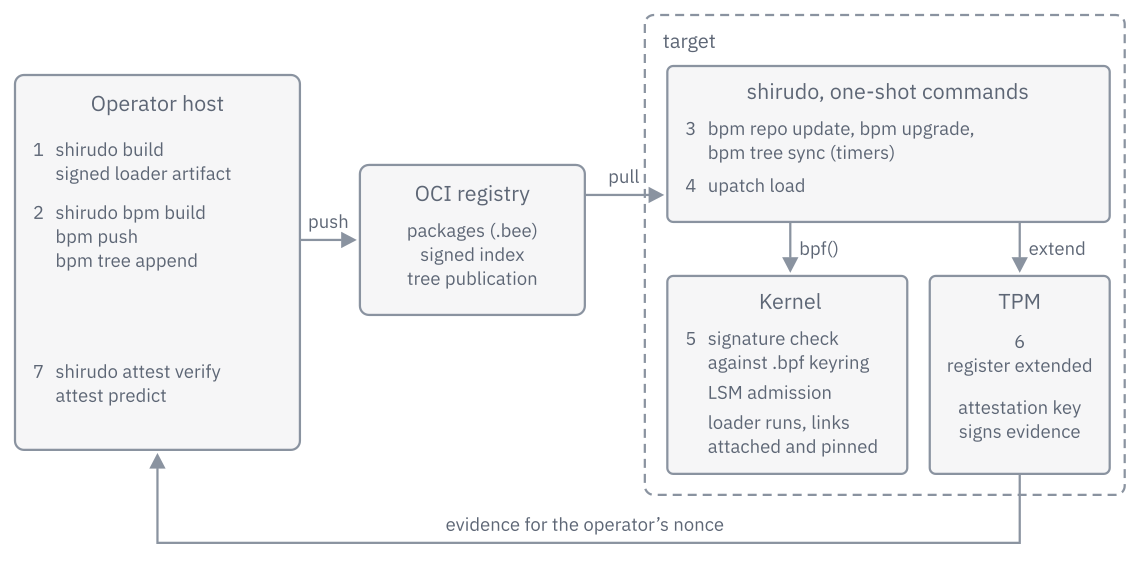 target
Operator host
1 shirudo build
signed loader artifact
2 shirudo bpm build
bpm push
bpm tree append
7 shirudo attest verify
attest predict
push
OCI registry
packages (.bee)
signed index
tree publication
pull
shirudo, one-shot commands
3 bpm repo update, bpm upgrade,
bpm tree sync (timers)
4 upatch load
bpf()
extend
Kernel
5 signature check
against .bpf keyring
LSM admission
loader runs, links
attached and pinned
TPM
6
register extended
attestation key
signs evidence
evidence for the operator’s nonce